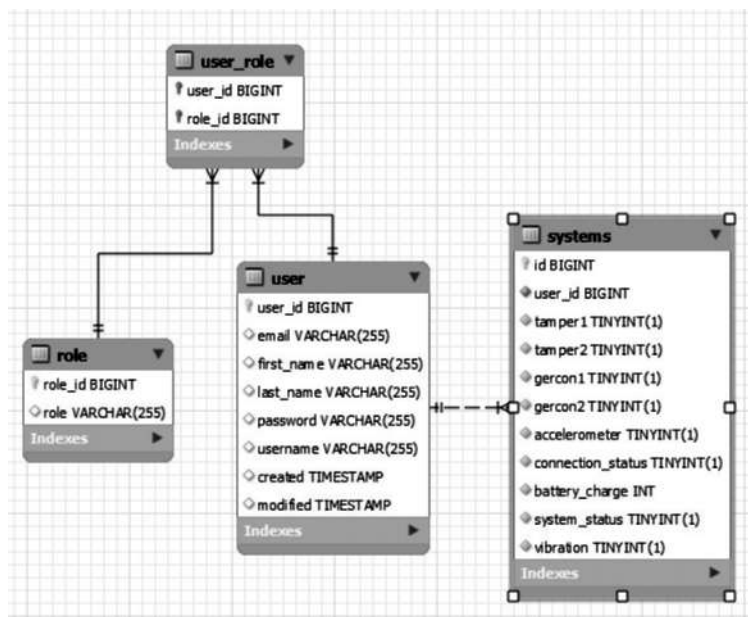 user_role
user_id BIGINT
role_id BIGINT
Indexes
role
role_id BIGINT
role VARCHAR(255)
Indexes
user
user_id BIGINT
email VARCHAR(255)
first_name VARCHAR(255)
last_name VARCHAR(255)
password VARCHAR(255)
username VARCHAR(255)
created TIMESTAMP
modified TIMESTAMP
Indexes
systems
id BIGINT
user_id BIGINT
tamper1 TINYINT(1)
tamper2 TINYINT(1)
gercon1 TINYINT(1)
gercon2 TINYINT(1)
accelerometer TINYINT(1)
connection_status TINYINT(1)
battery_charge INT
system_status TINYINT(1)
vibration TINYINT(1)
Indexes